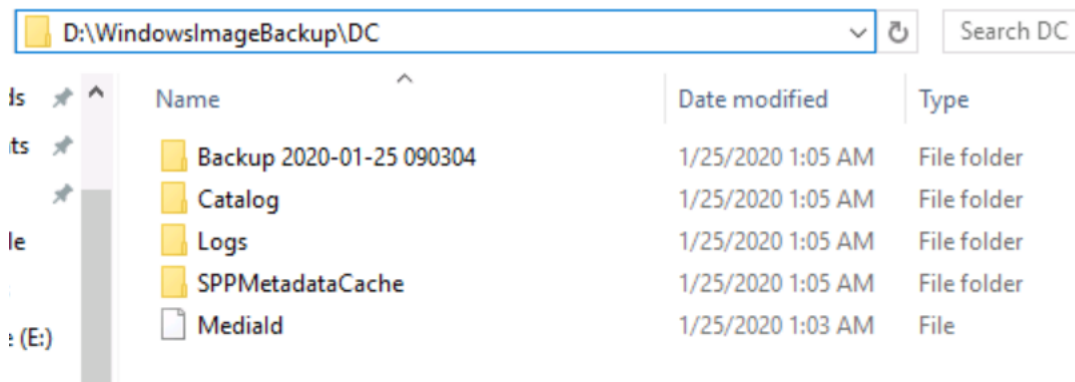 D:\WindowsImageBackup\DC Search DC
Name Date modified Type
Backup 2020-01-25 090304 1/25/2020 1:05 AM File folder
Catalog 1/25/2020 1:05 AM File folder
Logs 1/25/2020 1:05 AM File folder
SPPMetadataCache 1/25/2020 1:05 AM File folder
MediaId 1/25/2020 1:03 AM File
(E:)